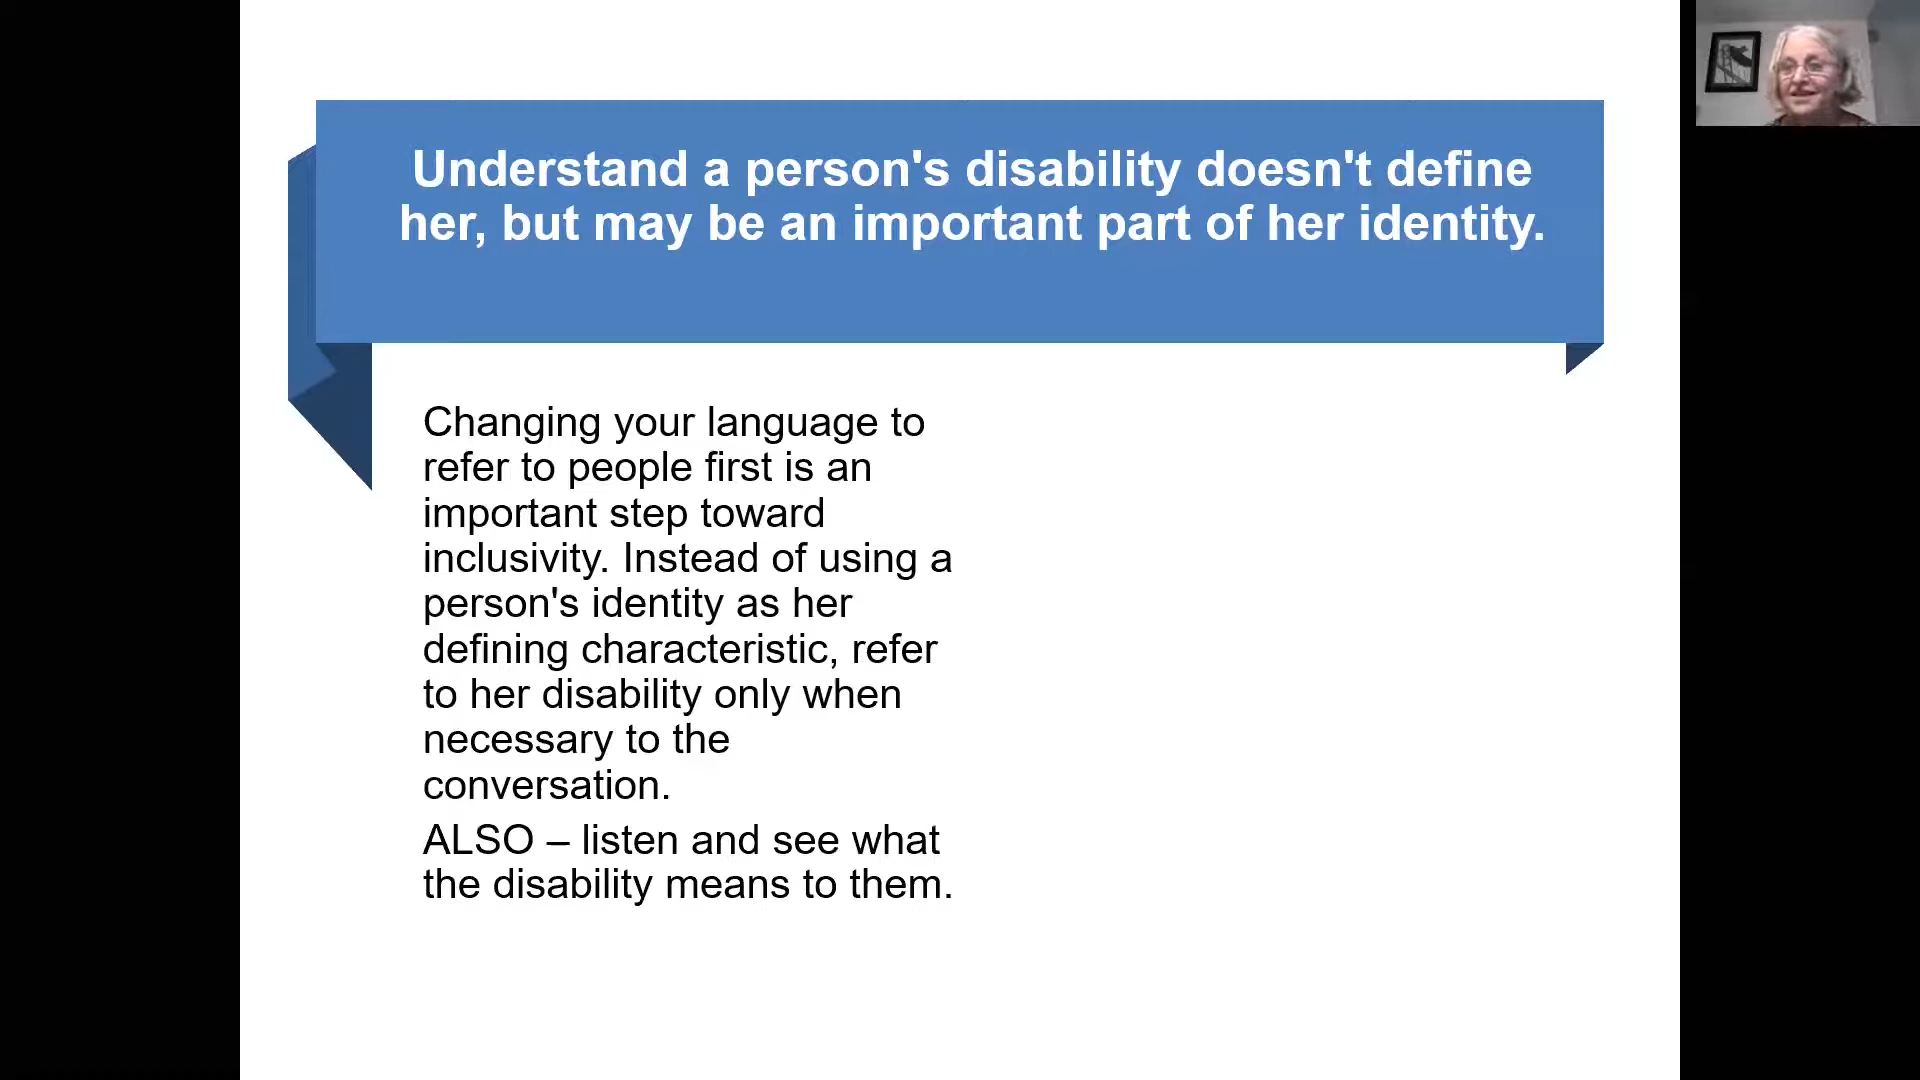 Understand a person's disability doesn't define
her, but may be an important part of her identity.
Changing your language to
refer to people first is an
important step toward
inclusivity. Instead of using a
person's identity as her
defining characteristic, refer
to her disability only when
necessary to the
conversation.
ALSO – listen and see what
the disability means to them.